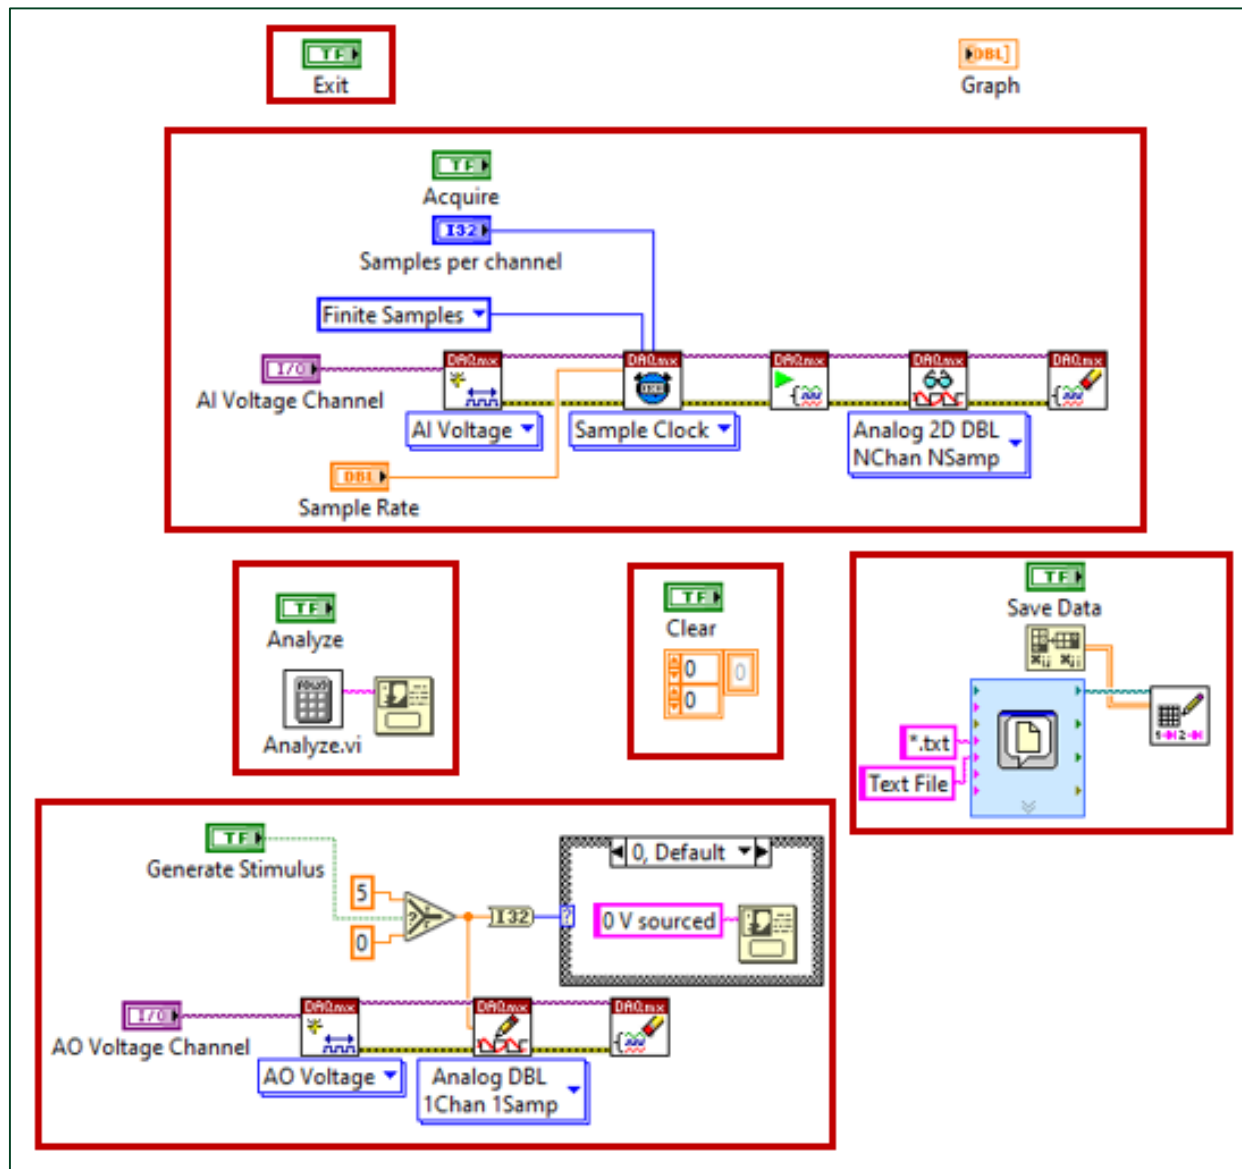 TF
Exit
DBL
Graph
TF
Acquire
I32
Samples per channel
Finite Samples
I/O
AI Voltage Channel
DAQmx
DAQmx
DAQmx
DAQmx
DAQmx
AI Voltage
Sample Clock
Analog 2D DBL
NChan NSamp
DBL
Sample Rate
TF
Analyze
Analyze.vi
TF
Clear
0
0
0
TF
Save Data
*.txt
Text File
TF
Generate Stimulus
5
0
?
I32
?
0, Default
0 V sourced
I/O
AO Voltage Channel
DAQmx
DAQmx
DAQmx
AO Voltage
Analog DBL
1Chan 1Samp